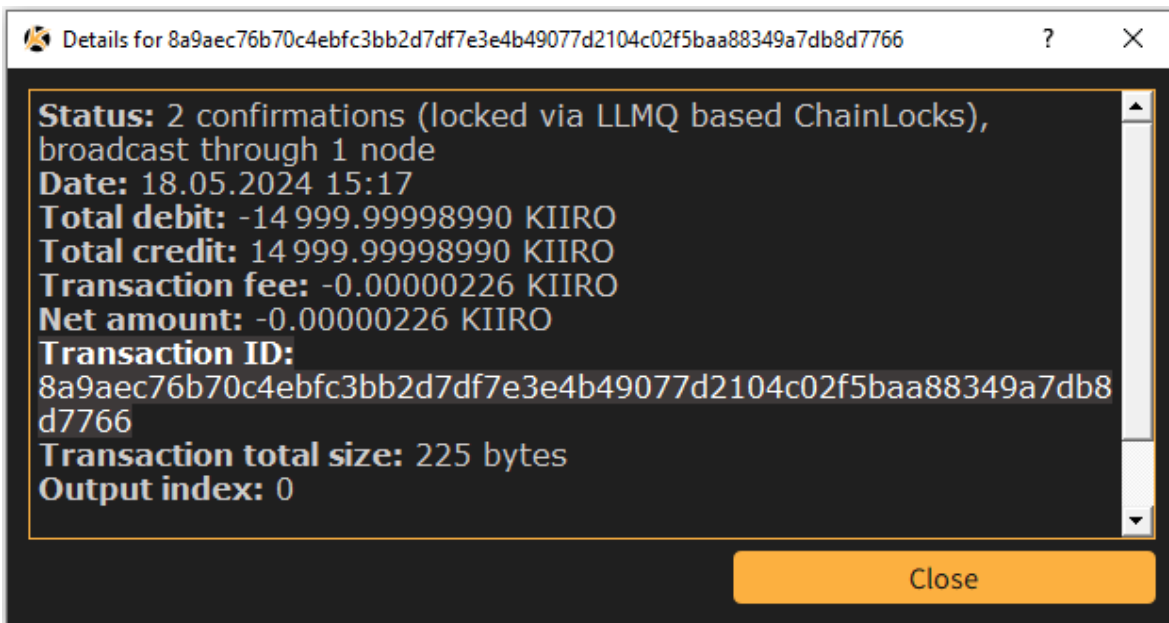 Details for 8a9aec76b70c4ebfc3bb2d7df7e3e4b49077d2104c02f5baa88349a7db8d7766 ?
Status: 2 confirmations (locked via LLMQ based ChainLocks),
broadcast through 1 node
Date: 18.05.2024 15:17
Total debit: -14 999.99998990 KIIRO
Total credit: 14 999.99998990 KIIRO
Transaction fee: -0.00000226 KIIRO
Net amount: -0.00000226 KIIRO
Transaction ID:
8a9aec76b70c4ebfc3bb2d7df7e3e4b49077d2104c02f5baa88349a7db8
d7766
Transaction total size: 225 bytes
Output index: 0
Close